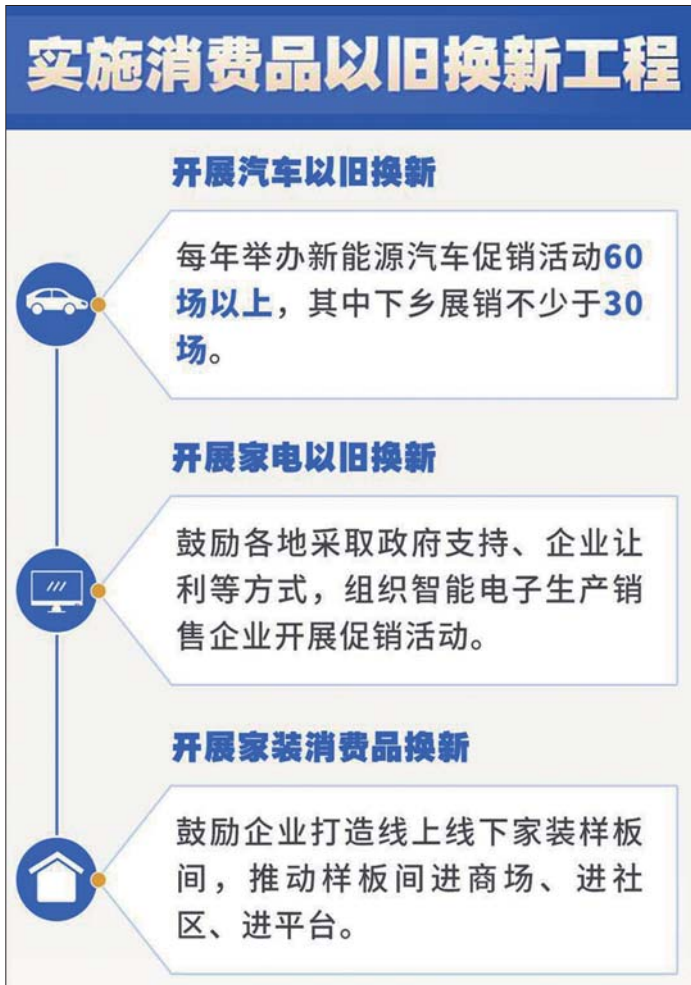 实施消费品以旧换新工程
开展汽车以旧换新
每年举办新能源汽车促销活动60
场以上，其中下乡展销不少于30
场。
开展家电以旧换新
鼓励各地采取政府支持、企业让
利等方式，组织智能电子生产销
售企业开展促销活动。
开展家装消费品换新
鼓励企业打造线上线下家装样板
间，推动样板间进商场、进社
区、进平台。